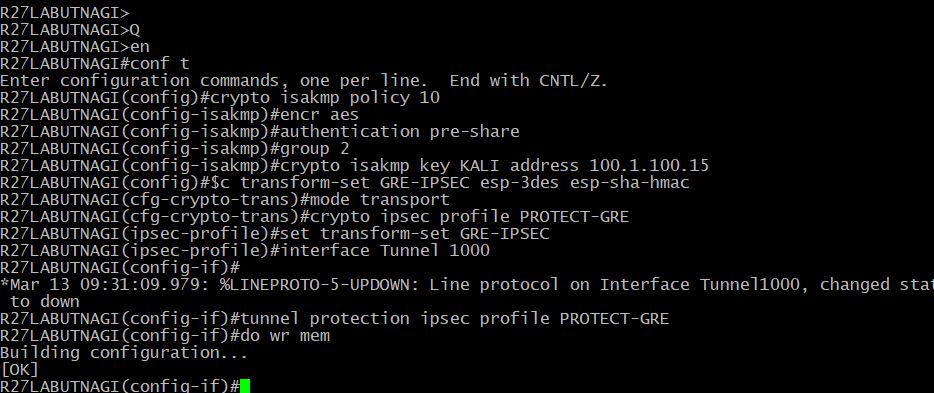 R27LABUTNAGI>
R27LABUTNAGI>Q
R27LABUTNAGI>en
R27LABUTNAGI#conf t
Enter configuration commands, one per line.  End with CNTL/Z.
R27LABUTNAGI(config)#crypto isakmp policy 10
R27LABUTNAGI(config-isakmp)#encr aes
R27LABUTNAGI(config-isakmp)#authentication pre-share
R27LABUTNAGI(config-isakmp)#group 2
R27LABUTNAGI(config-isakmp)#crypto isakmp key KALI address 100.1.100.15
R27LABUTNAGI(config)#$c transform-set GRE-IPSEC esp-3des esp-sha-hmac
R27LABUTNAGI(cfg-crypto-trans)#mode transport
R27LABUTNAGI(cfg-crypto-trans)#crypto ipsec profile PROTECT-GRE
R27LABUTNAGI(ipsec-profile)#set transform-set GRE-IPSEC
R27LABUTNAGI(ipsec-profile)#interface Tunnel 1000
R27LABUTNAGI(config-if)#
*Mar 13 09:31:09.979: %LINEPROTO-5-UPDOWN: Line protocol on Interface Tunnel1000, changed stat
 to down
R27LABUTNAGI(config-if)#tunnel protection ipsec profile PROTECT-GRE
R27LABUTNAGI(config-if)#do wr mem
Building configuration...
[OK]
R27LABUTNAGI(config-if)#